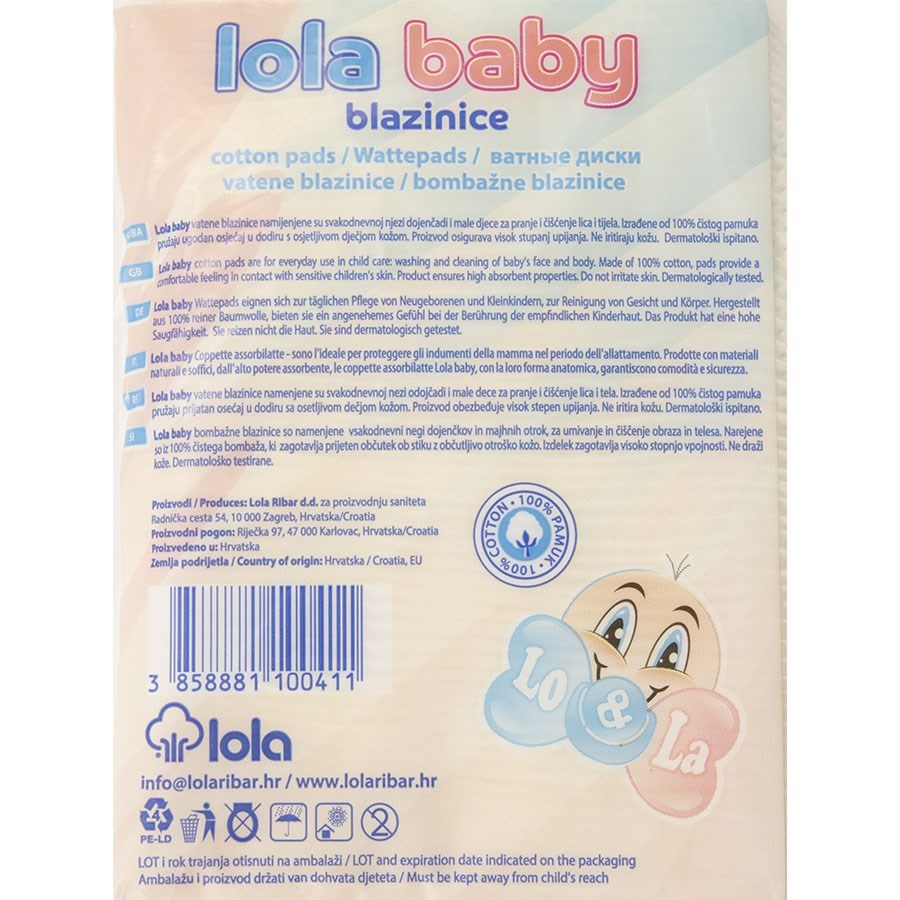 lola baby
blazinice
cotton pads / Wattepads / ватные диски
vatene blazinice / bombažne blazinice
Lola baby vatene blazinice namijenjene su svakodnevnoj njezi dojenčadi i male djece za pranje i čišćenje lica i tijela. Izrađene od 100% čistog pamuka
pružaju ugodan osjećaj u dodiru s osjetljivom dječjom kožom. Proizvod osigurava visok stupanj upijanja. Ne iritiraju kožu. Dermatološki ispitano.
GB
Lola baby cotton pads are for everyday use in child care: washing and cleaning of baby's face and body. Made of 100% cotton, pads provide a
comfortable feeling in contact with sensitive children's skin. Product ensures high absorbent properties. Do not irritate skin. Dermatologically tested.
DE
Lola baby Wattepads eignen sich zur täglichen Pflege von Neugeborenen und Kleinkindern, zur Reinigung von Gesicht und Körper. Hergestellt
aus 100% reiner Baumwolle, bieten sie ein angenehmes Gefühl bei der Berührung der empfindlichen Kinderhaut. Das Produkt hat eine hohe
Saugfähigkeit. Sie reizen nicht die Haut. Sie sind dermatologisch getestet.
IT
Lola baby Coppette assorbilatte - sono l'ideale per proteggere gli indumenti della mamma nel periodo dell'allattamento. Prodotte con materiali
naturali e soffici, dall'alto potere assorbente, le coppette assorbilatte Lola baby, con la loro forma anatomica, garantiscono comodità e sicurezza.
Lola baby vatene blazinice namenjene su svakodnevnoj nezi odojčadi i male dece za pranje i čišćenje lica i tela. Izrađene od 100% čistog pamuka
pružaju prijatan osećaj u dodiru sa osetljivom dečjom kožom. Proizvod obezbeđuje visok stepen upijanja. Ne iritira kožu. Dermatološki ispitano.
SI
Lola baby bombažne blazinice so namenjene vsakodnevni negi dojenčkov in majhnih otrok, za umivanje in čiščenje obraza in telesa. Narejene
so iz 100% čistega bombaža, ki zagotavlja prijeten občutek ob stiku z občutljivo otroško kožo. Izdelek zagotavlja visoko stopnjo vpojnosti. Ne draži
kože. Dermatološko testirane.
Proizvodi / Produces: Lola Ribar d.d. za proizvodnju saniteta
Radnička cesta 54, 10 000 Zagreb, Hrvatska/Croatia
Proizvodni pogon: Riječka 97, 47 000 Karlovac, Hrvatska/Croatia
Proizvedeno u: Hrvatska
Zemlja podrijetla / Country of origin: Hrvatska / Croatia, EU
100% PAMUK · 100% COTTON ·
Lo & La
3 858881 100411
lola
info@lolaribar.hr / www.lolaribar.hr
4
PE-LD
2
LOT i rok trajanja otisnuti na ambalaži / LOT and expiration date indicated on the packaging
Ambalažu i proizvod držati van dohvata djeteta / Must be kept away from child's reach